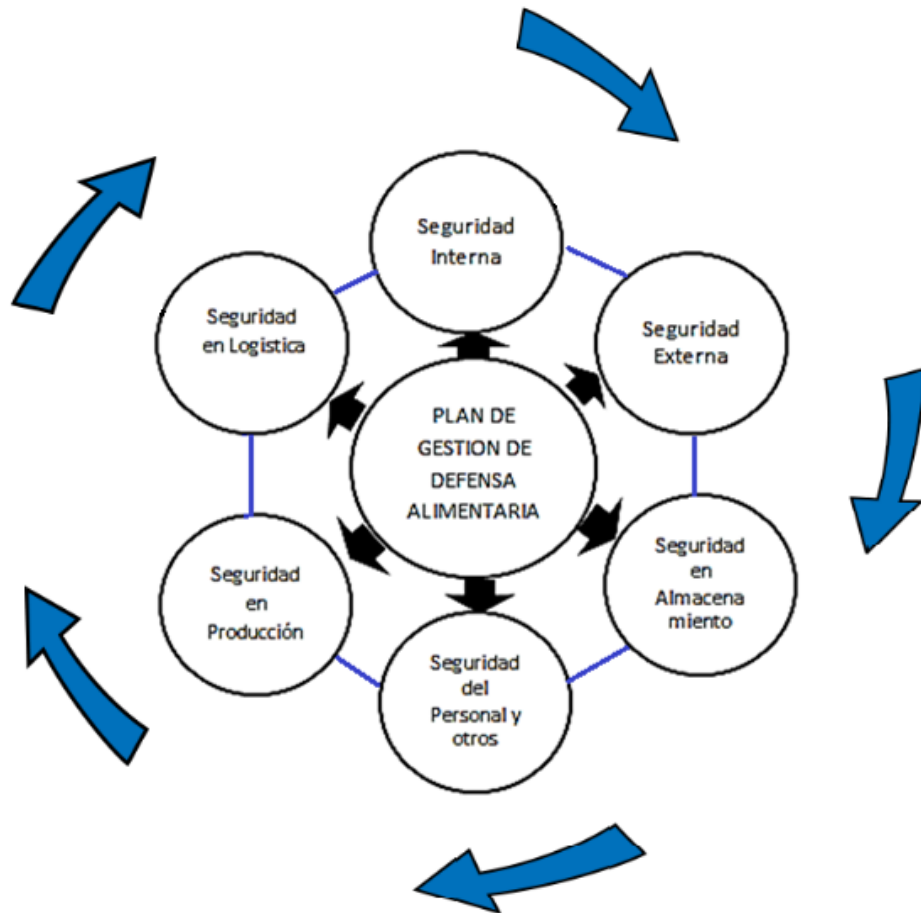 Seguridad
Interna
Seguridad
Externa
Seguridad
en
Almacena
miento
Seguridad
del
Personal y
otros
Seguridad
en
Producción
Seguridad
en Logistica
PLAN DE
GESTION DE
DEFENSA
ALIMENTARIA